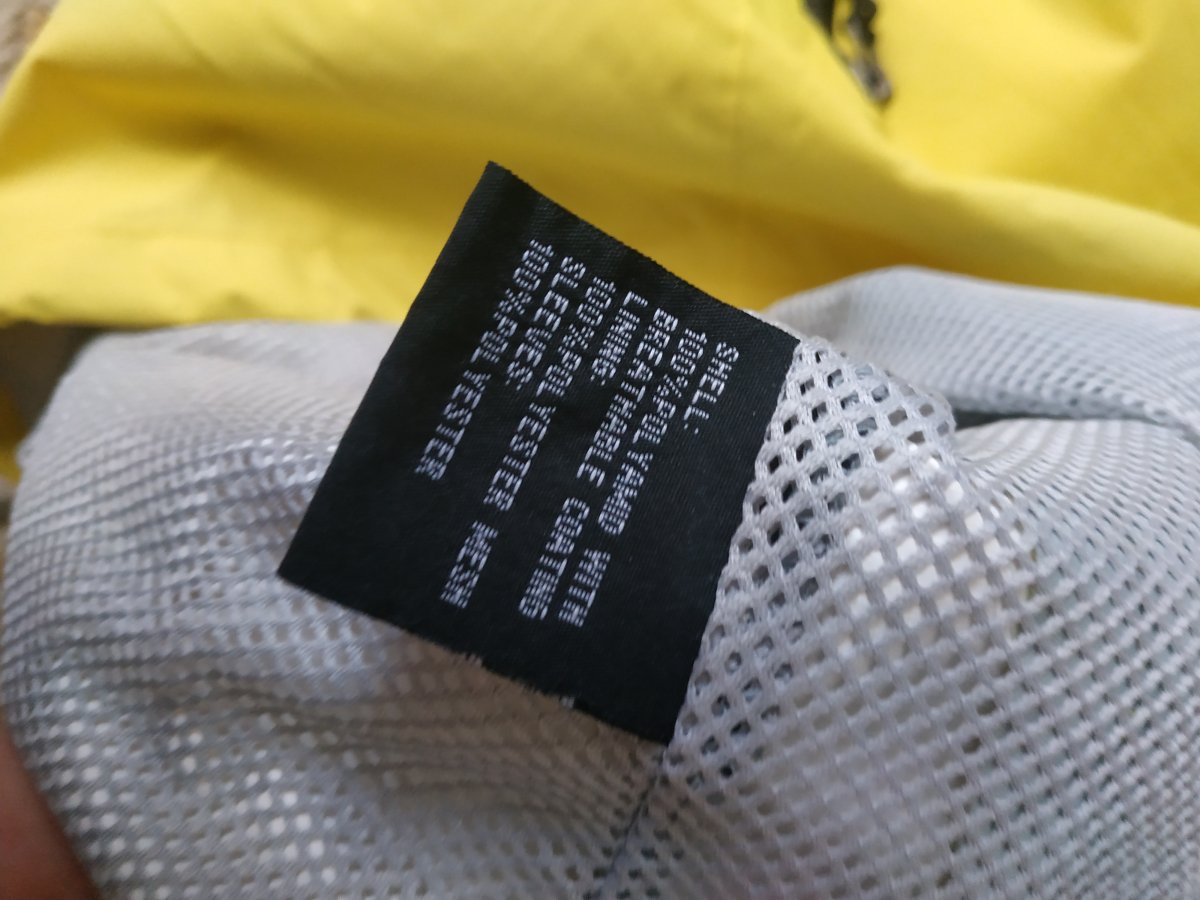 SHELL:
100%POLYAMID WITH
BREATHABLE COATING
LINING
100%POLYESTER MESH
SLEEVES:
100%POLYESTER